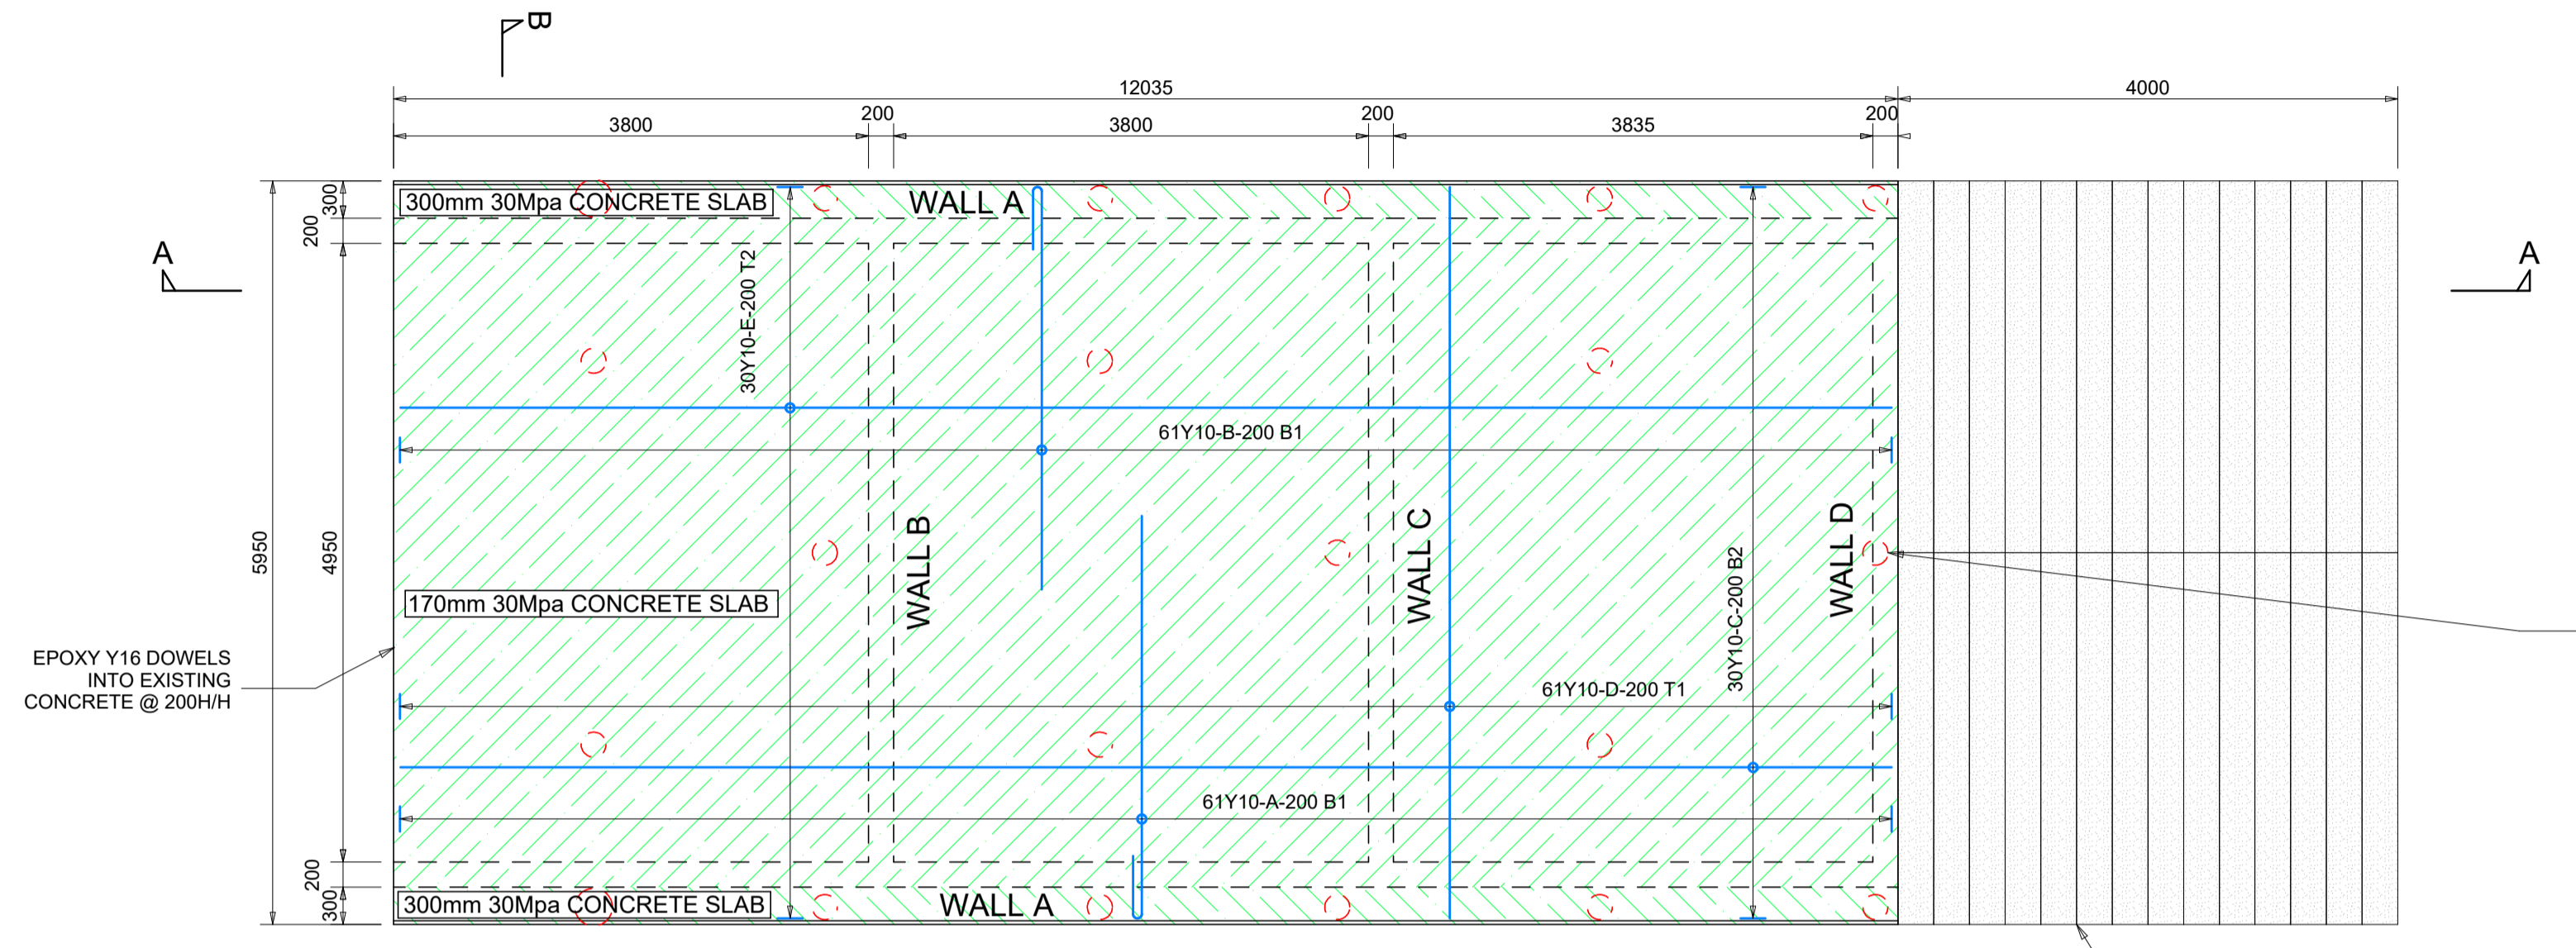 B
12035
4000
3800
200
3800
200
3835
200
300mm 30Mpa CONCRETE SLAB
WALL A
300
200
A
A
30Y10-E-200 T2
61Y10-B-200 B1
WALL B
WALL C
WALL D
5950
4950
30Y10-C-200 B2
170mm 30Mpa CONCRETE SLAB
EPOXY Y16 DOWELS
INTO EXISTING
CONCRETE @ 200H/H
61Y10-D-200 T1
61Y10-A-200 B1
200
300
300mm 30Mpa CONCRETE SLAB
WALL A